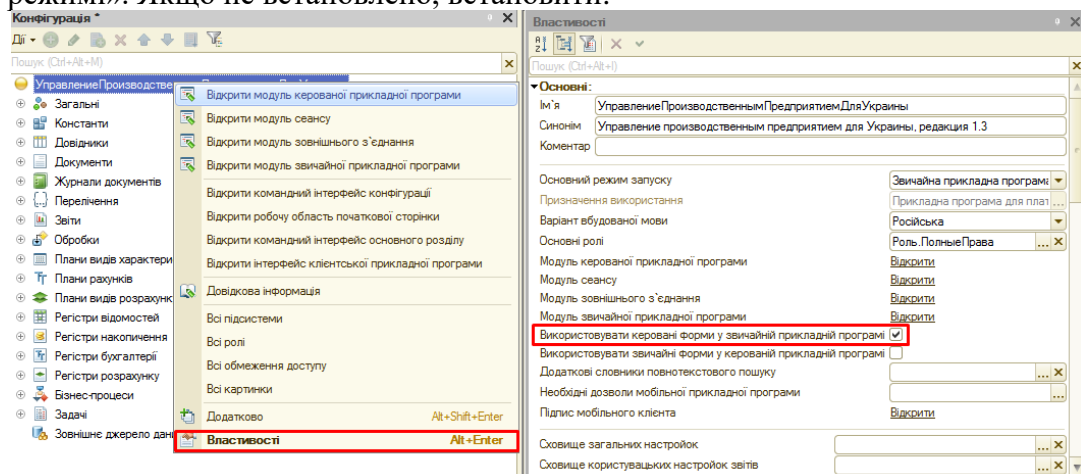 режимі». Якщо не встановлено, встановити.
Конфігурація *
Дії
Пошук (Ctrl+Alt+M)
УправлениеПроизводстве
Загальні
Константи
Довідники
Документи
Журнали документів
Перелічення
Звіти
Обробки
Плани видів характери
Плани рахунків
Плани видів розрахунк
Регістри відомостей
Регістри накопичення
Регістри бухгалтерії
Регістри розрахунку
Бізнес-процеси
Задачі
Зовнішнє джерело дан
Відкрити модуль керованої прикладної програми
Відкрити модуль сеансу
Відкрити модуль зовнішнього з`єднання
Відкрити модуль звичайної прикладної програми
Відкрити командний інтерфейс конфігурації
Відкрити робочу область початкової сторінки
Відкрити командний інтерфейс основного розділу
Відкрити інтерфейс клієнтської прикладної програми
Довідкова інформація
Всі підсистеми
Всі ролі
Всі обмеження доступу
Всі картинки
Додатково Alt+Shift+Enter
Властивості Alt+Enter
Властивості
Пошук (Ctrl+Alt+I)
Основні:
Ім`я УправлениеПроизводственнымПредприятиемДляУкраины
Синонім Управление производственным предприятием для Украины, редакция 1.3
Коментар
Основний режим запуску Звичайна прикладна програма
Призначення використання Прикладна програма для плат ...
Варіант вбудованої мови Російська
Основні ролі Роль.ПолныеПрава ...
Модуль керованої прикладної програми Відкрити
Модуль сеансу Відкрити
Модуль зовнішнього з`єднання Відкрити
Модуль звичайної прикладної програми Відкрити
Використовувати керовані форми у звичайній прикладній програмі
Використовувати звичайні форми у керованій прикладній програмі
Додаткові словники повнотекстового пошуку ...
Необхідні дозволи мобільної прикладної програми ...
Підпис мобільного клієнта Відкрити
Сховище загальних настройок ...
Сховище користувацьких настройок звітів ...